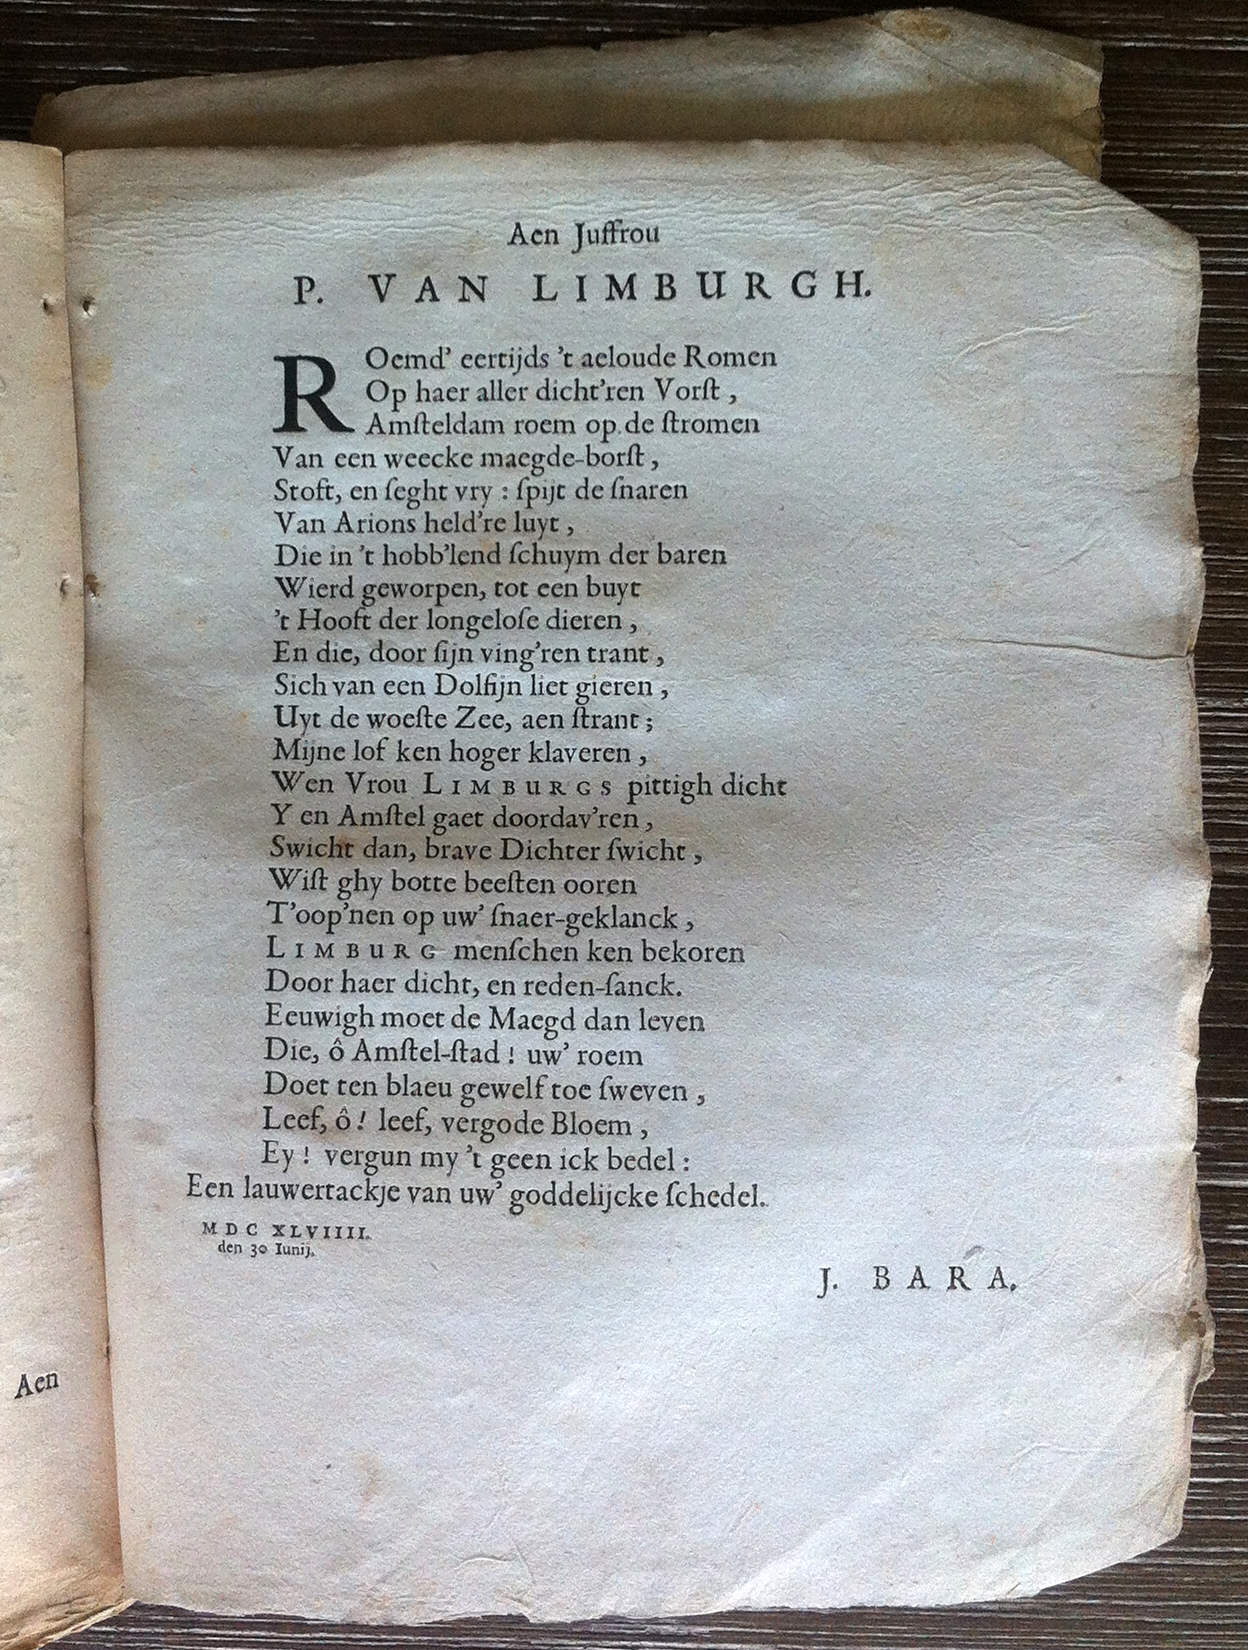 Aen Juffrou
P. VAN LIMBURGH.
ROemd' eertijds 't aeloude Romen
Op haer aller dicht'ren Vorſt,
Amſteldam roem op de ſtromen
Van een weecke maegde-borſt,
Stoft, en ſeght vry : ſpijt de ſnaren
Van Arions held're luyt,
Die in 't hobb'lend ſchuym der baren
Wierd geworpen, tot een buyt
't Hooft der longeloſe dieren,
En die, door ſijn ving'ren trant,
Sich van een Dolfijn liet gieren,
Uyt de woeſte Zee, aen ſtrant;
Mijne lof ken hoger klaveren,
Wen Vrou LIMBURGS pittigh dicht
Y en Amſtel gaet doordav'ren,
Swicht dan, brave Dichter ſwicht,
Wiſt ghy botte beeſten ooren
T'oop'nen op uw' ſnaer-geklanck,
LIMBURG menſchen ken bekoren
Door haer dicht, en reden-ſanck.
Eeuwigh moet de Maegd dan leven
Die, ô Amſtel-ſtad ! uw' roem
Doet ten blaeu gewelf toe ſweven,
Leef, ô! leef, vergode Bloem,
Ey ! vergun my 't geen ick bedel :
Een lauwertackje van uw' goddelijcke ſchedel.
MDC XLVIIII.
den 30 Iunij.
J. BARA.
Aen